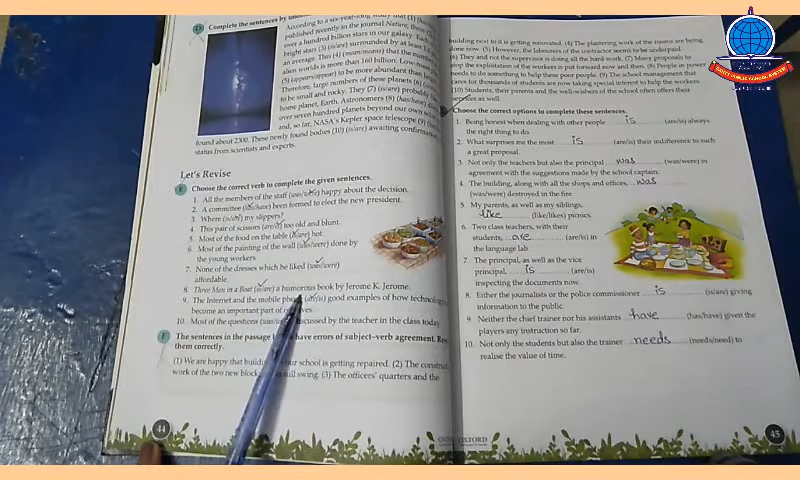 D Complete the sentences by
According to a six-year-long study that (1)
published recently in the journal Nature, there
over a hundred billion stars in our galaxy. Each
bright stars (3) (is/are) surrounded by at least 1.6
an average. This (4) (mean/means) that the number
alien worlds is more than 160 billion. Low-mass
(5) (appears/appear) to be more abundant than large
Therefore, large numbers of these planets (6)
to be small and rocky. They (7) (is/are) probably
home planet, Earth. Astronomers (8) (has/have)
over seven hundred planets beyond our own solar
and, so far, NASA's Kepler space telescope (9)
found about 2300. These newly found bodies (10) (is/are) awaiting confirmation
status from scientists and experts.
Let's Revise
E Choose the correct verb to complete the given sentences.
1. All the members of the staff (was/were) happy about the decision.
2. A committee (has/have) been formed to elect the new president.
3. Where (is/are) my slippers?
4. This pair of scissors (are/is) too old and blunt.
5. Most of the food on the table (is/are) hot.
6. Most of the painting of the wall (was/were) done by
the young workers.
7. None of the dresses which he liked (was/were)
affordable.
8. Three Men in a Boat (is/are) a humorous book by Jerome K. Jerome.
9. The Internet and the mobile phone (are/is) good examples of how technology
become an important part of our lives.
10. Most of the questions (was/were) discussed by the teacher in the class today.
F The sentences in the passage have errors of subject–verb agreement.
them correctly.
(1) We are happy that building our school is getting repaired. (2) The construction
work of the two new blocks full swing. (3) The officers' quarters and the
44
building next to it is getting renovated. (4) The plastering work of the rooms are being
done now. (5) However, the labourers of the contractor seems to be underpaid
(6) They and not the supervisor is doing all the hard work. (7) Many proposals to
stop the exploitation of the workers is put forward now and then. (8) People in power
needs to do something to help these poor people. (9) The school management that
cares for thousands of students are now taking special interest to help the workers.
(10) Students, their parents and the well-wishers of the school often offers their
services as well.
Choose the correct options to complete these sentences.
1. Being honest when dealing with other people is (are/is) always
the right thing to do.
2. What surprises me the most is (is/are) their indifference to such
a great proposal.
3. Not only the teachers but also the principal was (was/were) in
agreement with the suggestions made by the school captain.
4. The building, along with all the shops and offices, was
(was/were) destroyed in the fire.
5. My parents, as well as my siblings,
like (like/likes) picnics.
6. Two class teachers, with their
students, are (are/is) in
the language lab.
7. The principal, as well as the vice
principal, is (are/is)
inspecting the documents now.
8. Either the journalists or the police commissioner is (is/are) giving
information to the public.
9. Neither the chief trainer nor his assistants have (has/have) given the
players any instruction so far.
10. Not only the students but also the trainer needs (needs/need) to
realise the value of time.
OXFORD
45